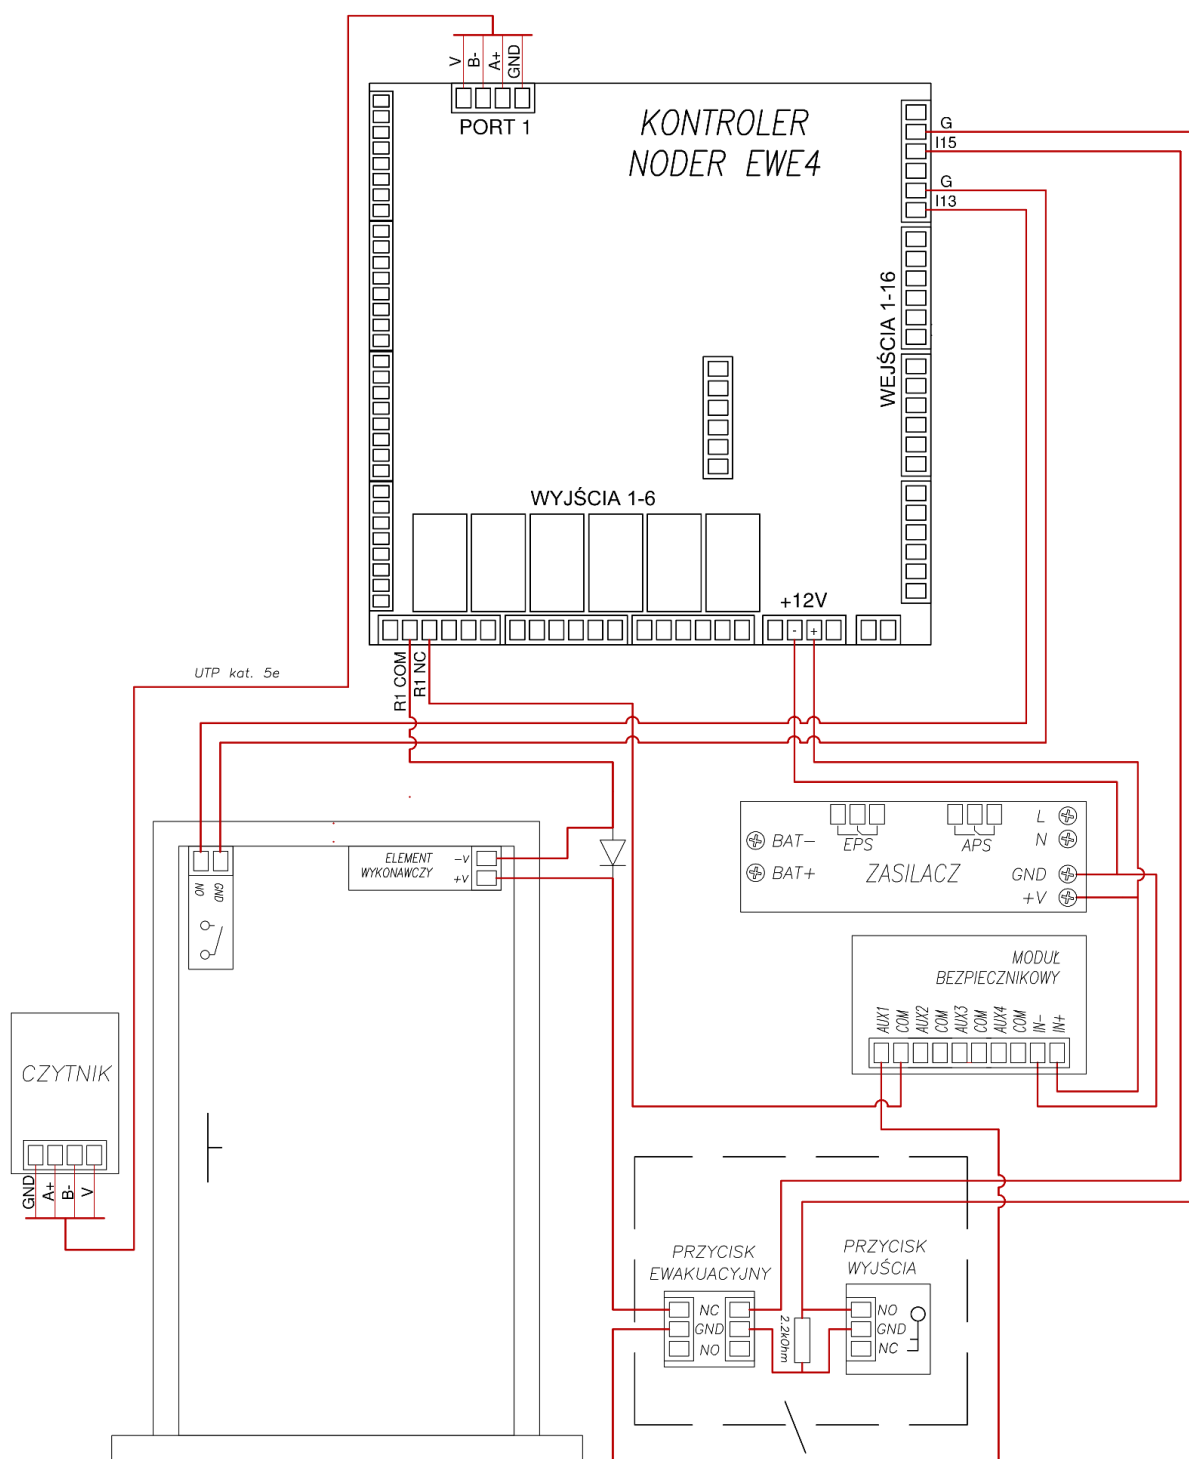 V
B-
A+
GND
PORT 1
KONTROLER
NODER EWE4
G
I15
G
I13
WEJŚCIA 1-16
WYJŚCIA 1-6
+12V
- +
R1 COM
R1 NC
UTP kat. 5e
NO
GND
ELEMENT
WYKONAWCZY
-V
+V
BAT-
BAT+
EPS
APS
ZASILACZ
L
N
GND
+V
MODUŁ
BEZPIECZNIKOWY
AUX1
COM
AUX2
COM
AUX3
COM
AUX4
COM
IN-
IN+
CZYTNIK
GND
A+
B-
V
PRZYCISK
EWAKUACYJNY
NC
GND
NO
2.2kOhm
PRZYCISK
WYJŚCIA
NO
GND
NC